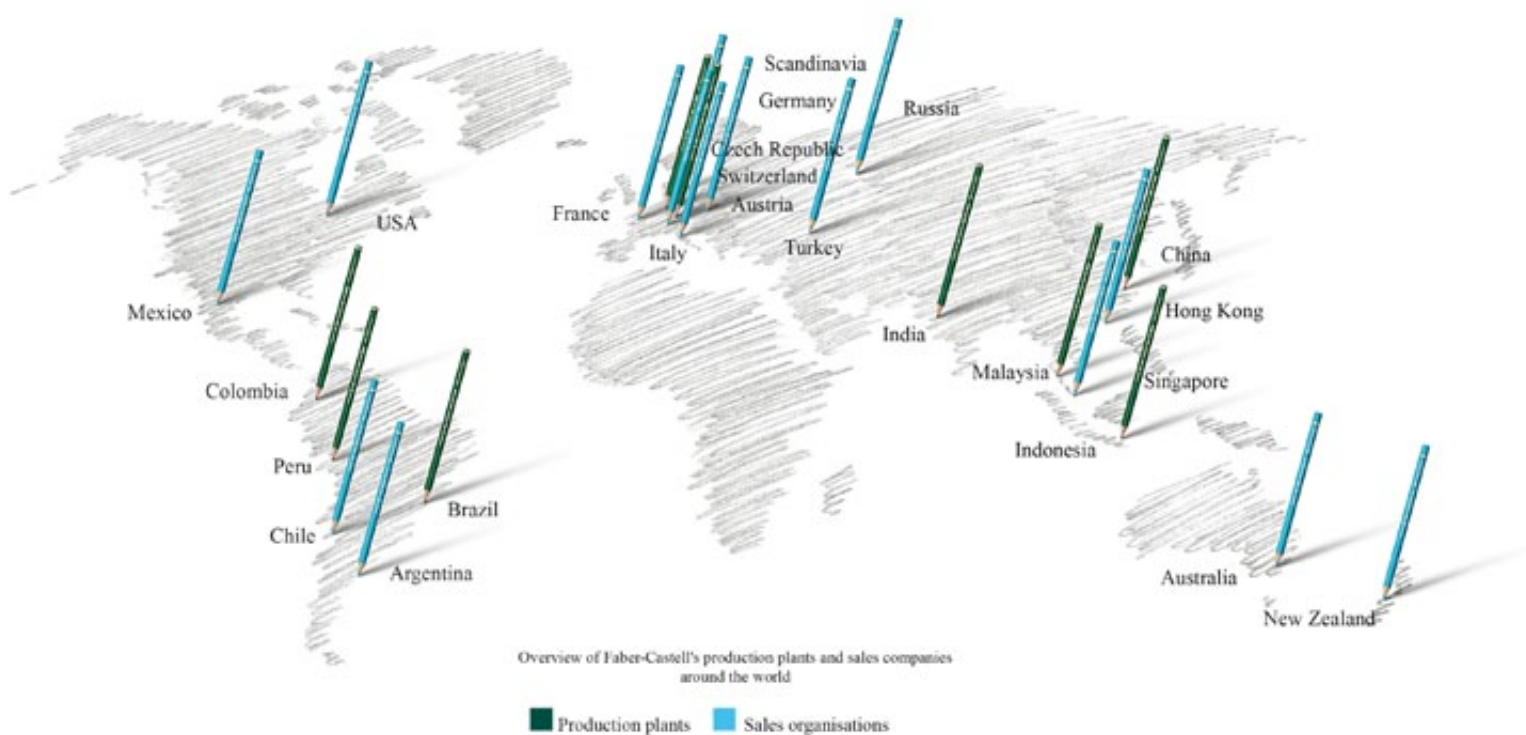 Scandinavia
Germany
Russia
Czech Republic
Switzerland
Austria
France
USA
Italy
Turkey
China
Mexico
Hong Kong
India
Malaysia
Singapore
Colombia
Indonesia
Peru
Brazil
Chile
Argentina
Australia
New Zealand
Overview of Faber-Castell's production plants and sales companies
around the world
Production plants
Sales organisations